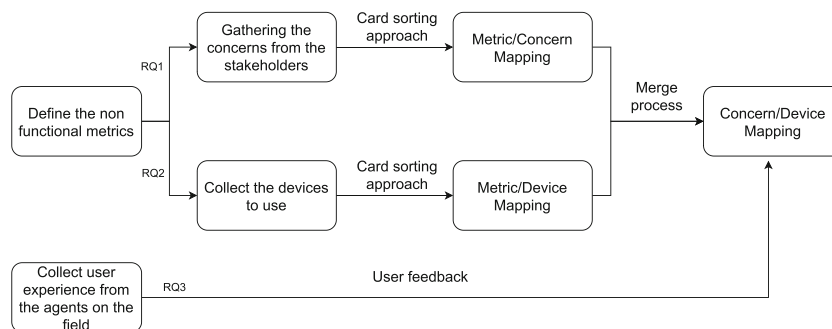 Gathering the
concerns from the
stakeholders
Card sorting
approach
Metric/Concern
Mapping
RQ1
Define the non
functional metrics
Merge
process
Concern/Device
Mapping
RQ2
Collect the devices
to use
Card sorting
approach
Metric/Device
Mapping
Collect user
experience from
the agents on the
field
RQ3
User feedback